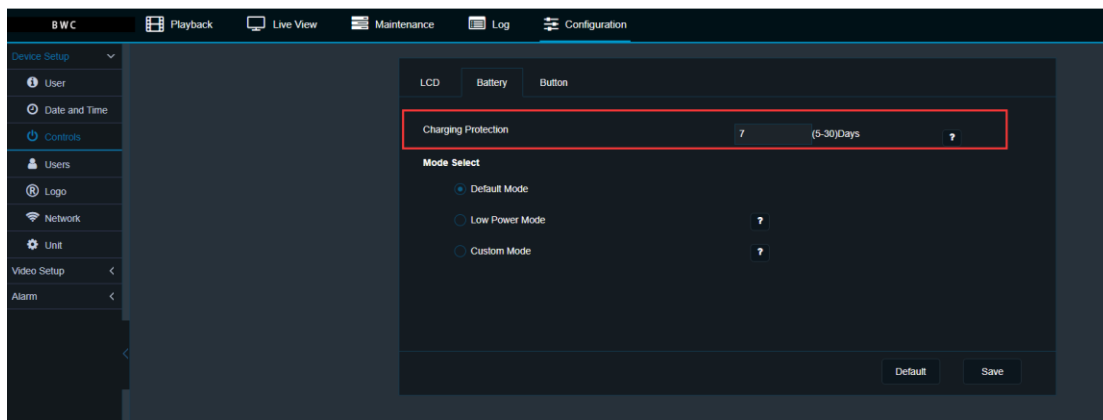 BWC
Playback
Live View
Maintenance
Log
Configuration
Device Setup
User
Date and Time
Controls
Users
Logo
Network
Unit
Video Setup
Alarm
LCD
Battery
Button
Charging Protection
7
(5-30)Days
?
Mode Select
Default Mode
Low Power Mode
?
Custom Mode
?
Default
Save